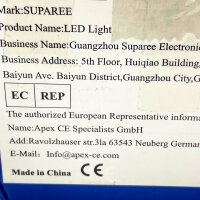 Mark:SUPAREE
Product Name:LED Light
Business Name:Guangzhou Suparee Electronic
Business Address: 5th Floor, Huiqiao Building,
Baiyun Ave. Baiyun District,Guangzhou City,G
EC REP
The authorized European Representative informa
Name:Apex CE Specialists GmbH
Add:Ravolzhauser str.3la 63543 Neuberg German
E-Mail: Info@apex-ce.com
Made in China CE